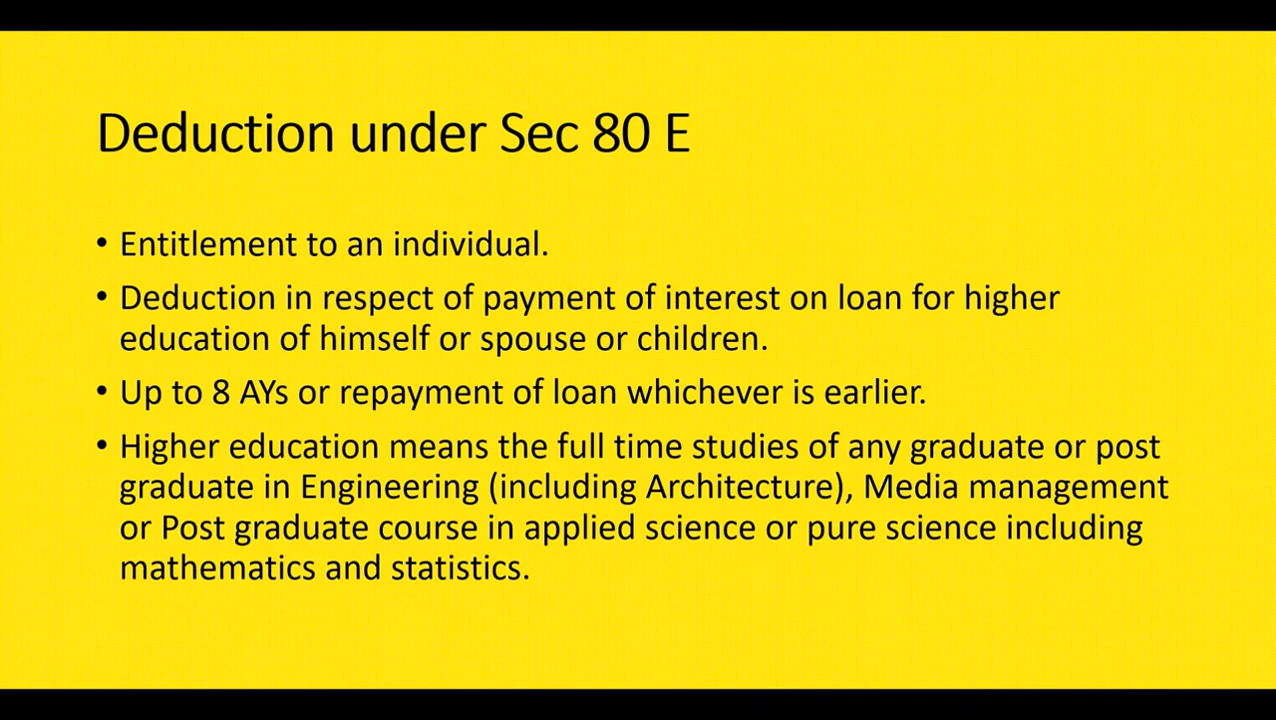 Deduction under Sec 80 E
• Entitlement to an individual.
• Deduction in respect of payment of interest on loan for higher
education of himself or spouse or children.
• Up to 8 AYs or repayment of loan whichever is earlier.
• Higher education means the full time studies of any graduate or post
graduate in Engineering (including Architecture), Media management
or Post graduate course in applied science or pure science including
mathematics and statistics.